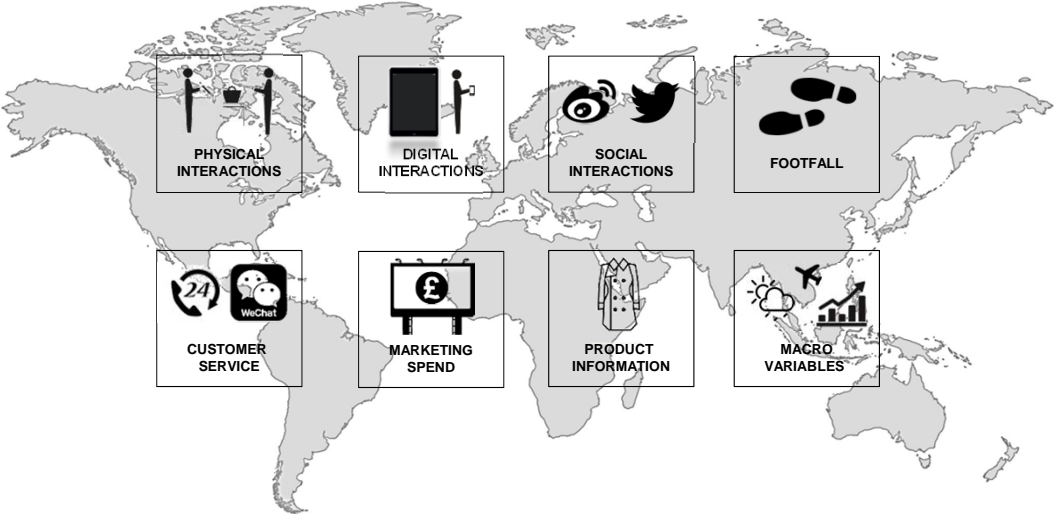 PHYSICAL
INTERACTIONS
DIGITAL
INTERACTIONS
SOCIAL
INTERACTIONS
FOOTFALL
24
WeChat
CUSTOMER
SERVICE
£
MARKETING
SPEND
PRODUCT
INFORMATION
MACRO
VARIABLES